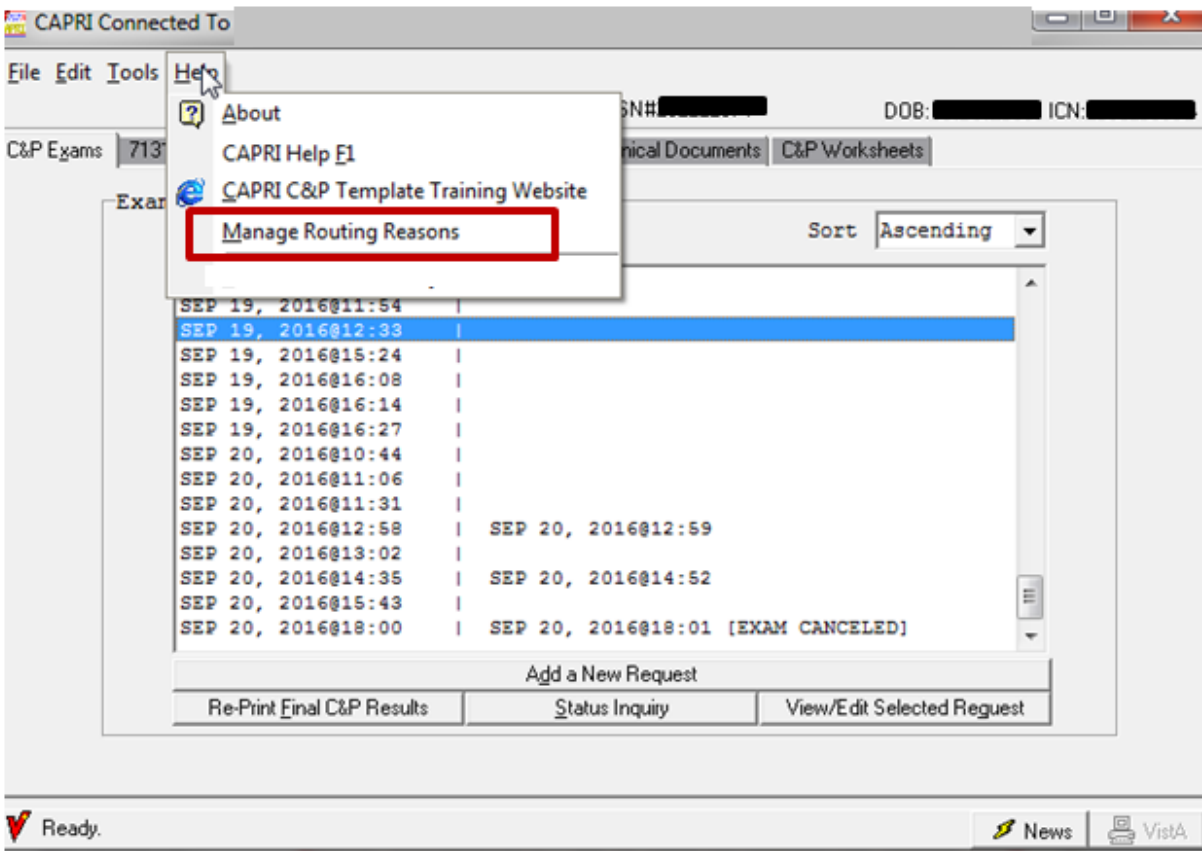 CAPRI Connected To
File Edit Tools Help
About
SN#
DOB:
ICN:
CAPRI Help F1
C&P Exams
C&P Worksheets
Documents
CAPRI C&P Template Training Website
Manage Routing Reasons
Sort Ascending
SEP 19, 2016@11:54 |
SEP 19, 2016@12:33 |
SEP 19, 2016@15:24 |
SEP 19, 2016@16:08 |
SEP 19, 2016@16:14 |
SEP 19, 2016@16:27 |
SEP 20, 2016@10:44 |
SEP 20, 2016@11:06 |
SEP 20, 2016@11:31 |
SEP 20, 2016@12:58 | SEP 20, 2016@12:59
SEP 20, 2016@13:02 |
SEP 20, 2016@14:35 | SEP 20, 2016@14:52
SEP 20, 2016@15:43 |
SEP 20, 2016@18:00 | SEP 20, 2016@18:01 [EXAM CANCELED]
Add a New Request
Re-Print Final C&P Results
Status Inquiry
View/Edit Selected Request
Ready.
News
VistA